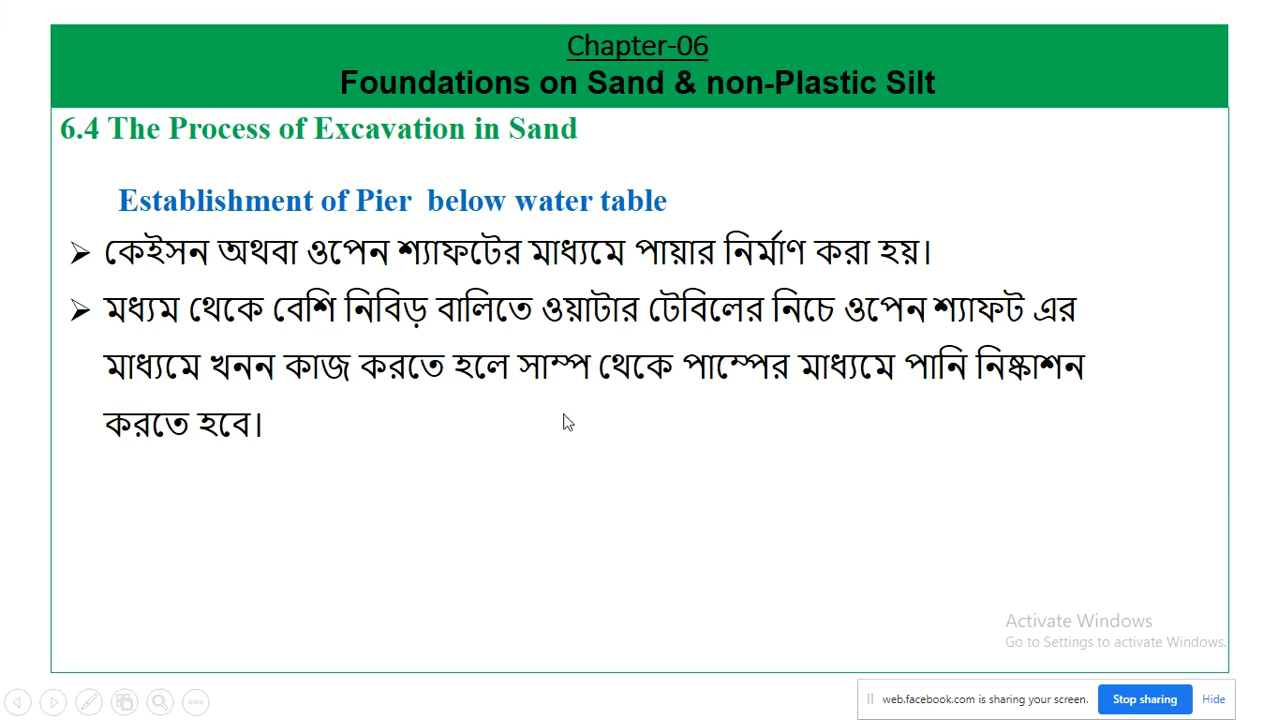 Chapter-06
Foundations on Sand & non-Plastic Silt
6.4 The Process of Excavation in Sand
Establishment of Pier below water table
➢ কেইসন অথবা ওপেন শ্যাফটের মাধ্যমে পায়ার নির্মাণ করা হয়।
➢ মধ্যম থেকে বেশি নিবিড় বালিতে ওয়াটার টেবিলের নিচে ওপেন শ্যাফট এর
মাধ্যমে খনন কাজ করতে হলে সাম্প থেকে পাম্পের মাধ্যমে পানি নিষ্কাশন
করতে হবে।
Activate Windows
Go to Settings to activate Windows.
web.facebook.com is sharing your screen. Stop sharing Hide